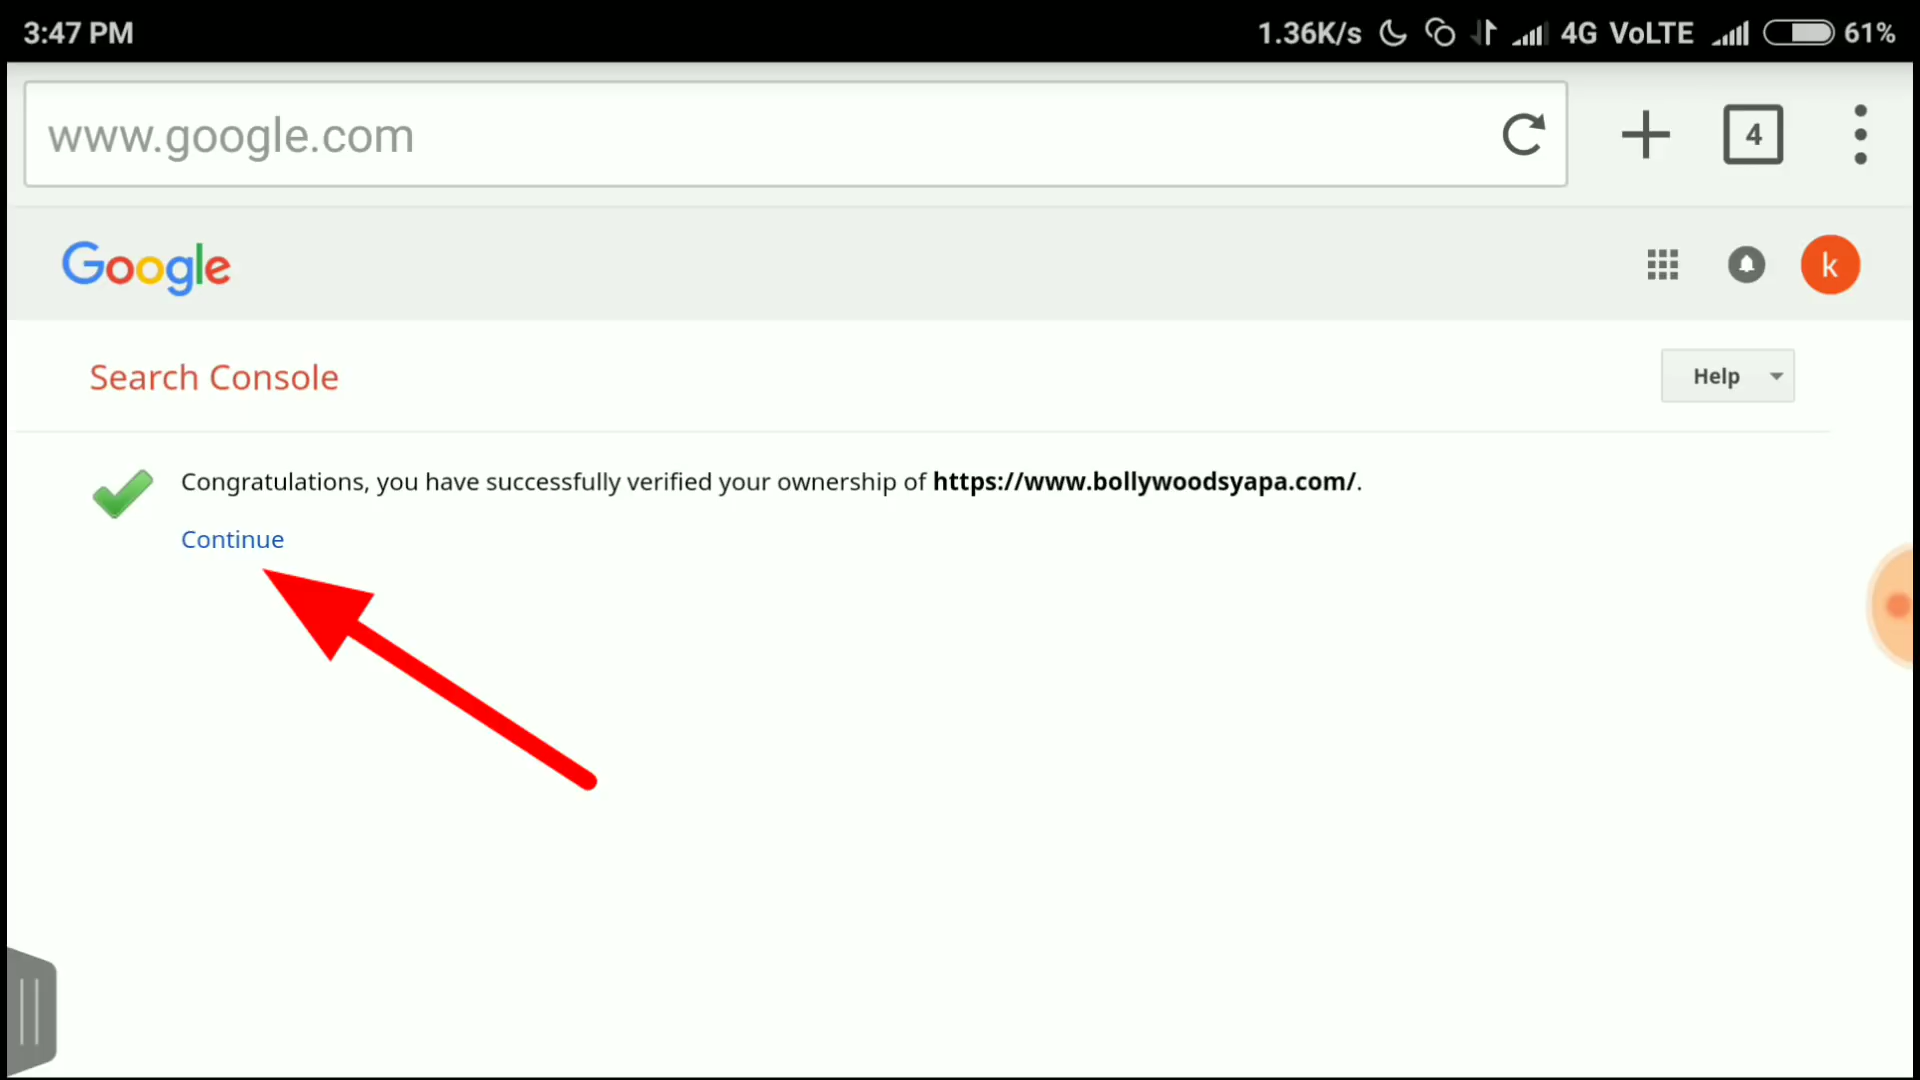 3:47 PM
1.36K/s 4G VoLTE 61%
www.google.com
4
Google
k
Search Console
Help
Congratulations, you have successfully verified your ownership of https://www.bollywoodsyapa.com/.
Continue